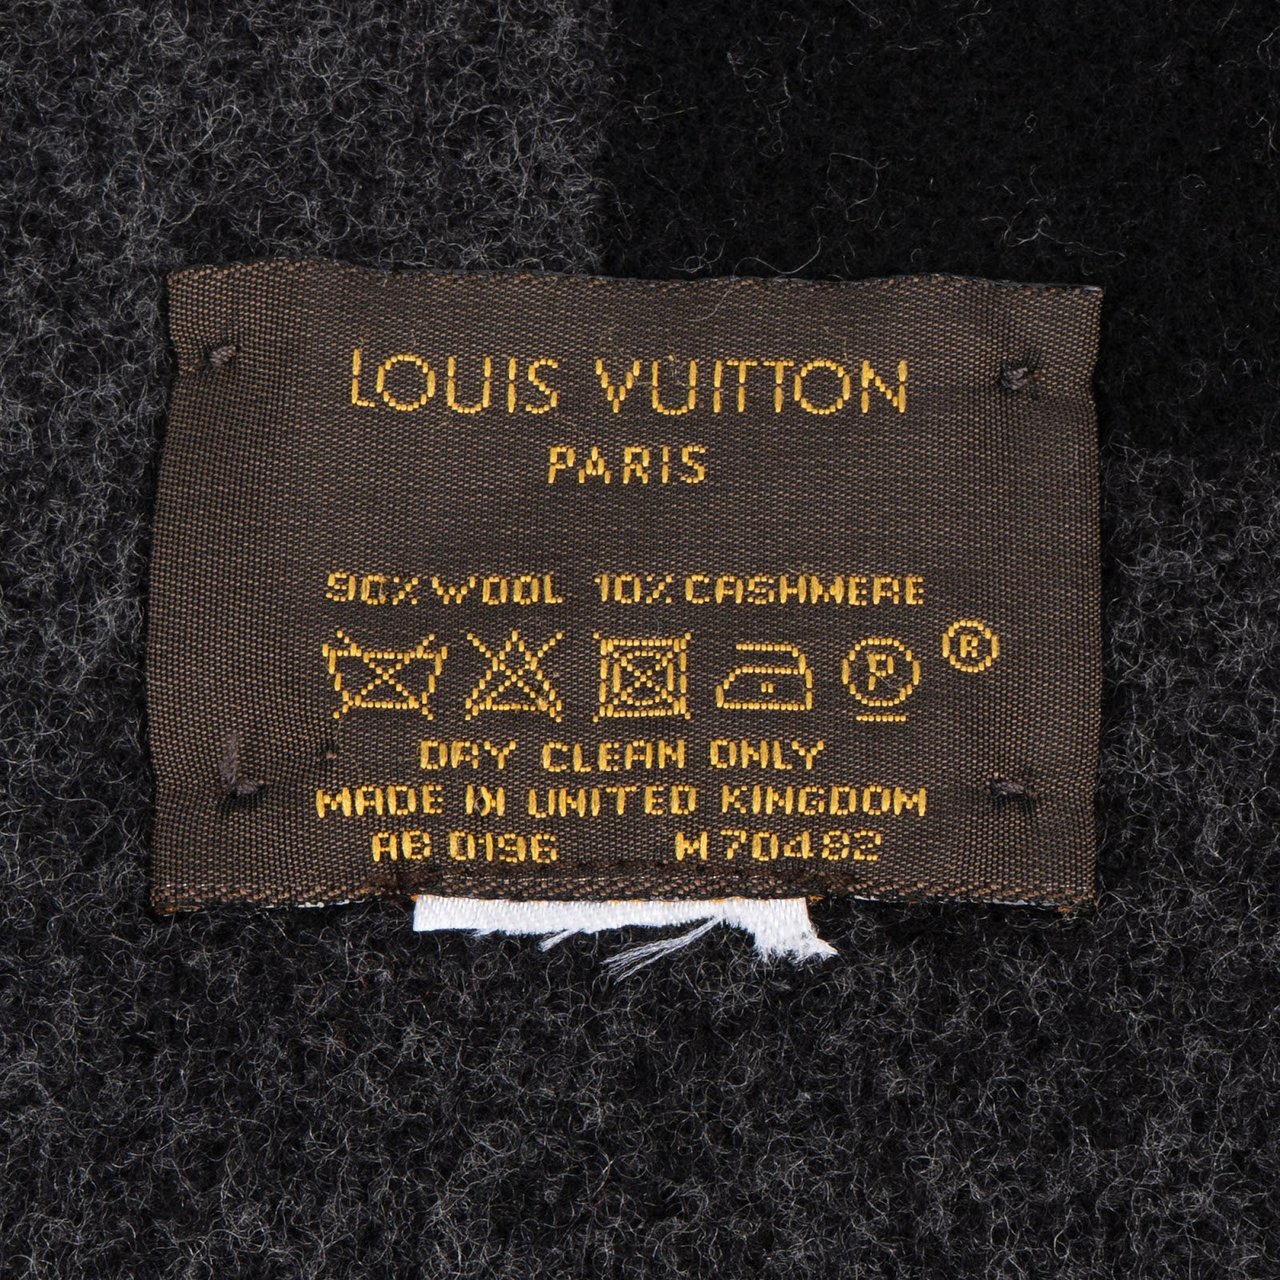 LOUIS VUITTON
PARIS
90% WOOL 10% CASHMERE
P ®
DRY CLEAN ONLY
MADE IN UNITED KINGDOM
AB 0196 M70482